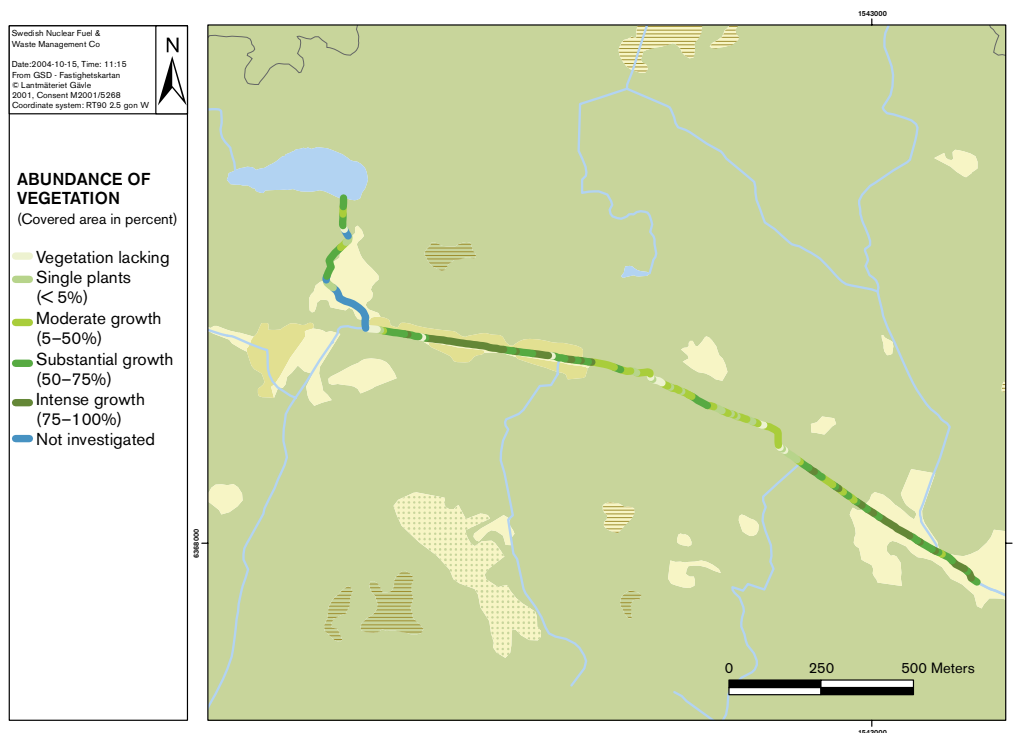 Swedish Nuclear Fuel &
Waste Management Co
Date:2004-10-15, Time: 11:15
From GSD - Fastighetskartan
© Lantmäteriet Gävle
2001, Consent M2001/5268
Coordinate system: RT90 2.5 gon W
N
ABUNDANCE OF
VEGETATION
(Covered area in percent)
Vegetation lacking
Single plants
(< 5%)
Moderate growth
(5–50%)
Substantial growth
(50–75%)
Intense growth
(75–100%)
Not investigated
1543000
6368000
0 250 500 Meters
1543000